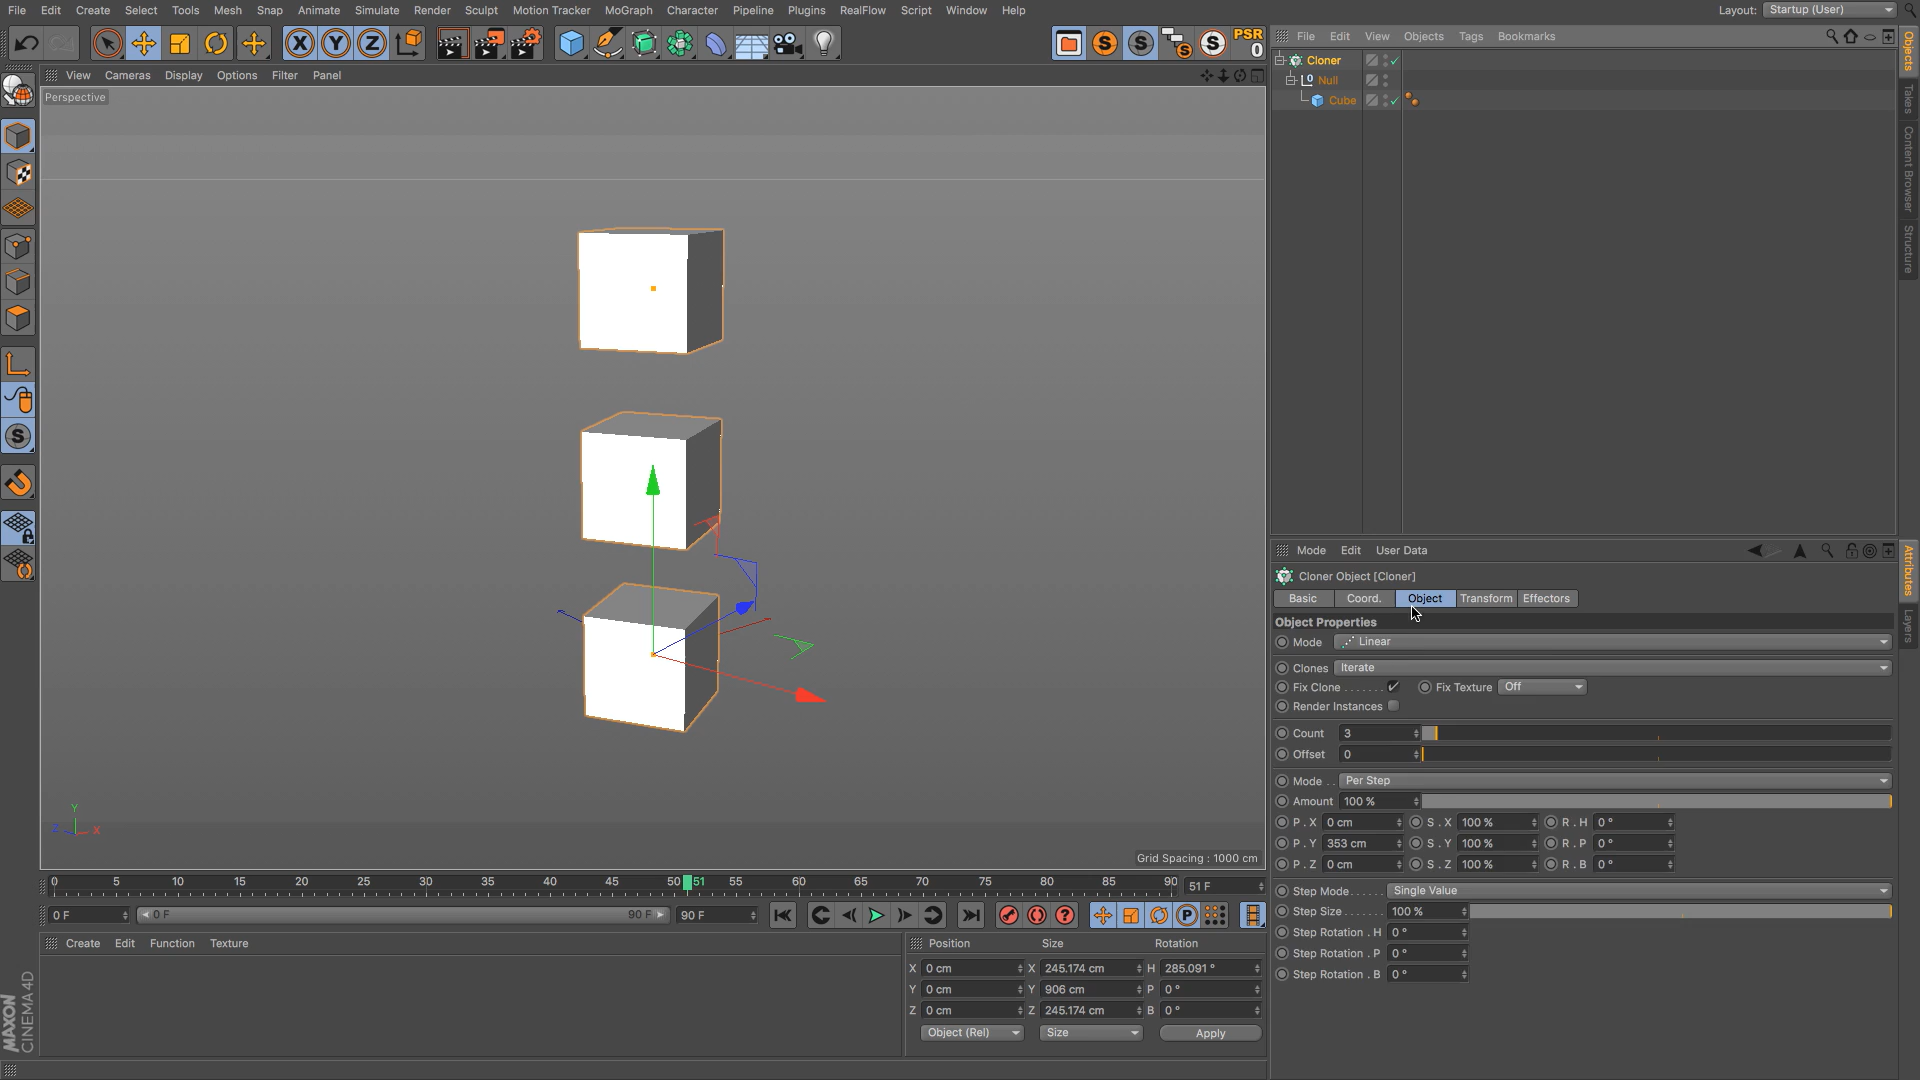 File Edit Create Select Tools Mesh Snap Animate Simulate Render Sculpt Motion Tracker MoGraph Character Pipeline Plugins RealFlow Script Window Help Layout: Startup (User)
PSR
0
File Edit View Objects Tags Bookmarks
Cloner
Null
Cube
Objects
Takes
Content Browser
Structure
View Cameras Display Options Filter Panel
Perspective
Y
Z X
Grid Spacing : 1000 cm
0 5 10 15 20 25 30 35 40 45 50 51 55 60 65 70 75 80 85 90 51 F
0 F 0 F 90 F 90 F
Create Edit Function Texture
MAXON
CINEMA 4D
Position Size Rotation
X 0 cm X 245.174 cm H 285.091 °
Y 0 cm Y 906 cm P 0 °
Z 0 cm Z 245.174 cm B 0 °
Object (Rel) Size Apply
Mode Edit User Data
Attributes
Layers
Cloner Object [Cloner]
Basic Coord. Object Transform Effectors
Object Properties
Mode Linear
Clones Iterate
Fix Clone . . . . . . . Fix Texture Off
Render Instances
Count 3
Offset 0
Mode . . Per Step
Amount 100 %
P . X 0 cm S . X 100 % R . H 0 °
P . Y 353 cm S . Y 100 % R . P 0 °
P . Z 0 cm S . Z 100 % R . B 0 °
Step Mode. . . . . . Single Value
Step Size. . . . . . . 100 %
Step Rotation . H 0 °
Step Rotation . P 0 °
Step Rotation . B 0 °